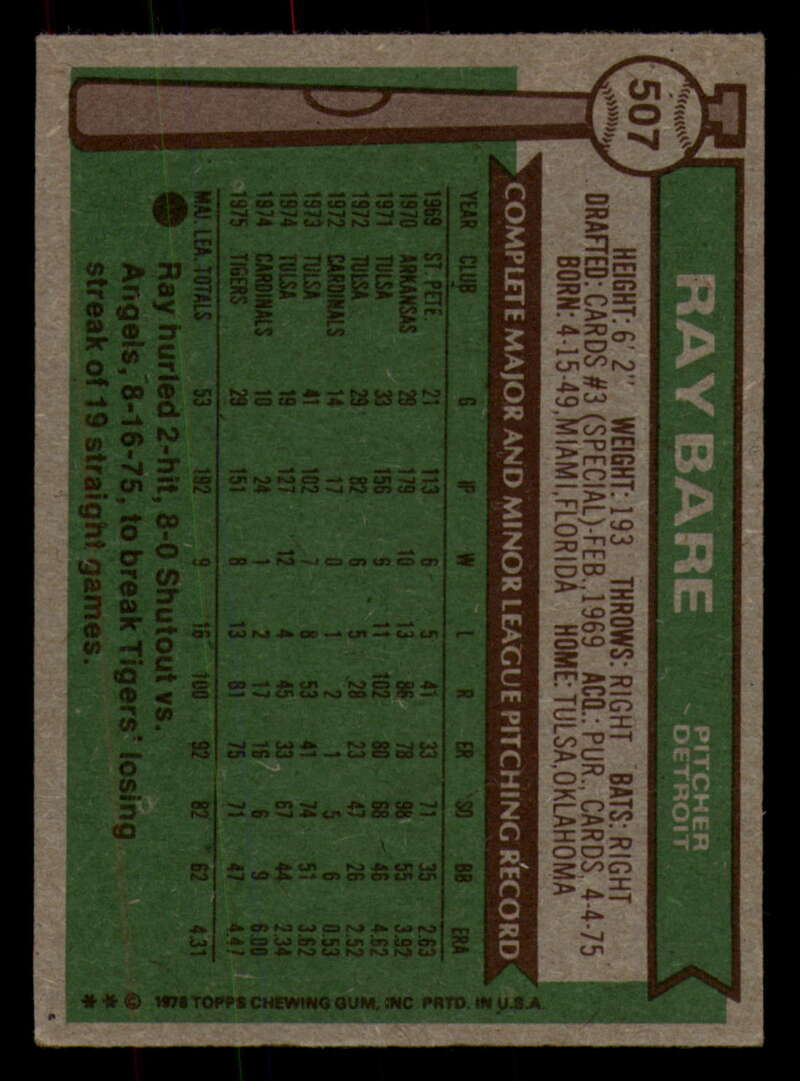 507
RAY BARE
PITCHER
DETROIT
HEIGHT: 6'2" WEIGHT: 193 THROWS: RIGHT BATS: RIGHT
DRAFTED: CARDS #3 (SPECIAL)-FEB., 1969 ACQ.: PUR., CARDS, 4-4-75
BORN: 4-15-49, MIAMI, FLORIDA HOME: TULSA, OKLAHOMA
COMPLETE MAJOR AND MINOR LEAGUE PITCHING RECORD
YEAR CLUB G IP W L R ER SO BB ERA
1969 ST. PETE. 21 113 6 5 41 33 71 35 2.63
1970 ARKANSAS 29 179 10 13 86 78 98 55 3.92
1971 TULSA 33 156 6 11 102 80 68 46 4.62
1972 TULSA 29 82 6 5 28 23 47 26 2.52
1972 CARDINALS 14 17 0 1 2 1 5 6 0.53
1973 TULSA 41 102 7 8 53 41 74 51 3.62
1974 TULSA 19 127 12 4 45 33 67 44 2.34
1974 CARDINALS 10 24 1 2 17 16 6 9 6.00
1975 TIGERS 29 151 8 13 81 75 71 47 4.47
MAJ. LEA. TOTALS 53 192 9 16 100 92 82 62 4.31
Ray hurled 2-hit, 8-0 Shutout vs.
Angels, 8-16-75, to break Tigers' losing
streak of 19 straight games.
** © 1976 TOPPS CHEWING GUM, INC PRTD. IN U.S.A.